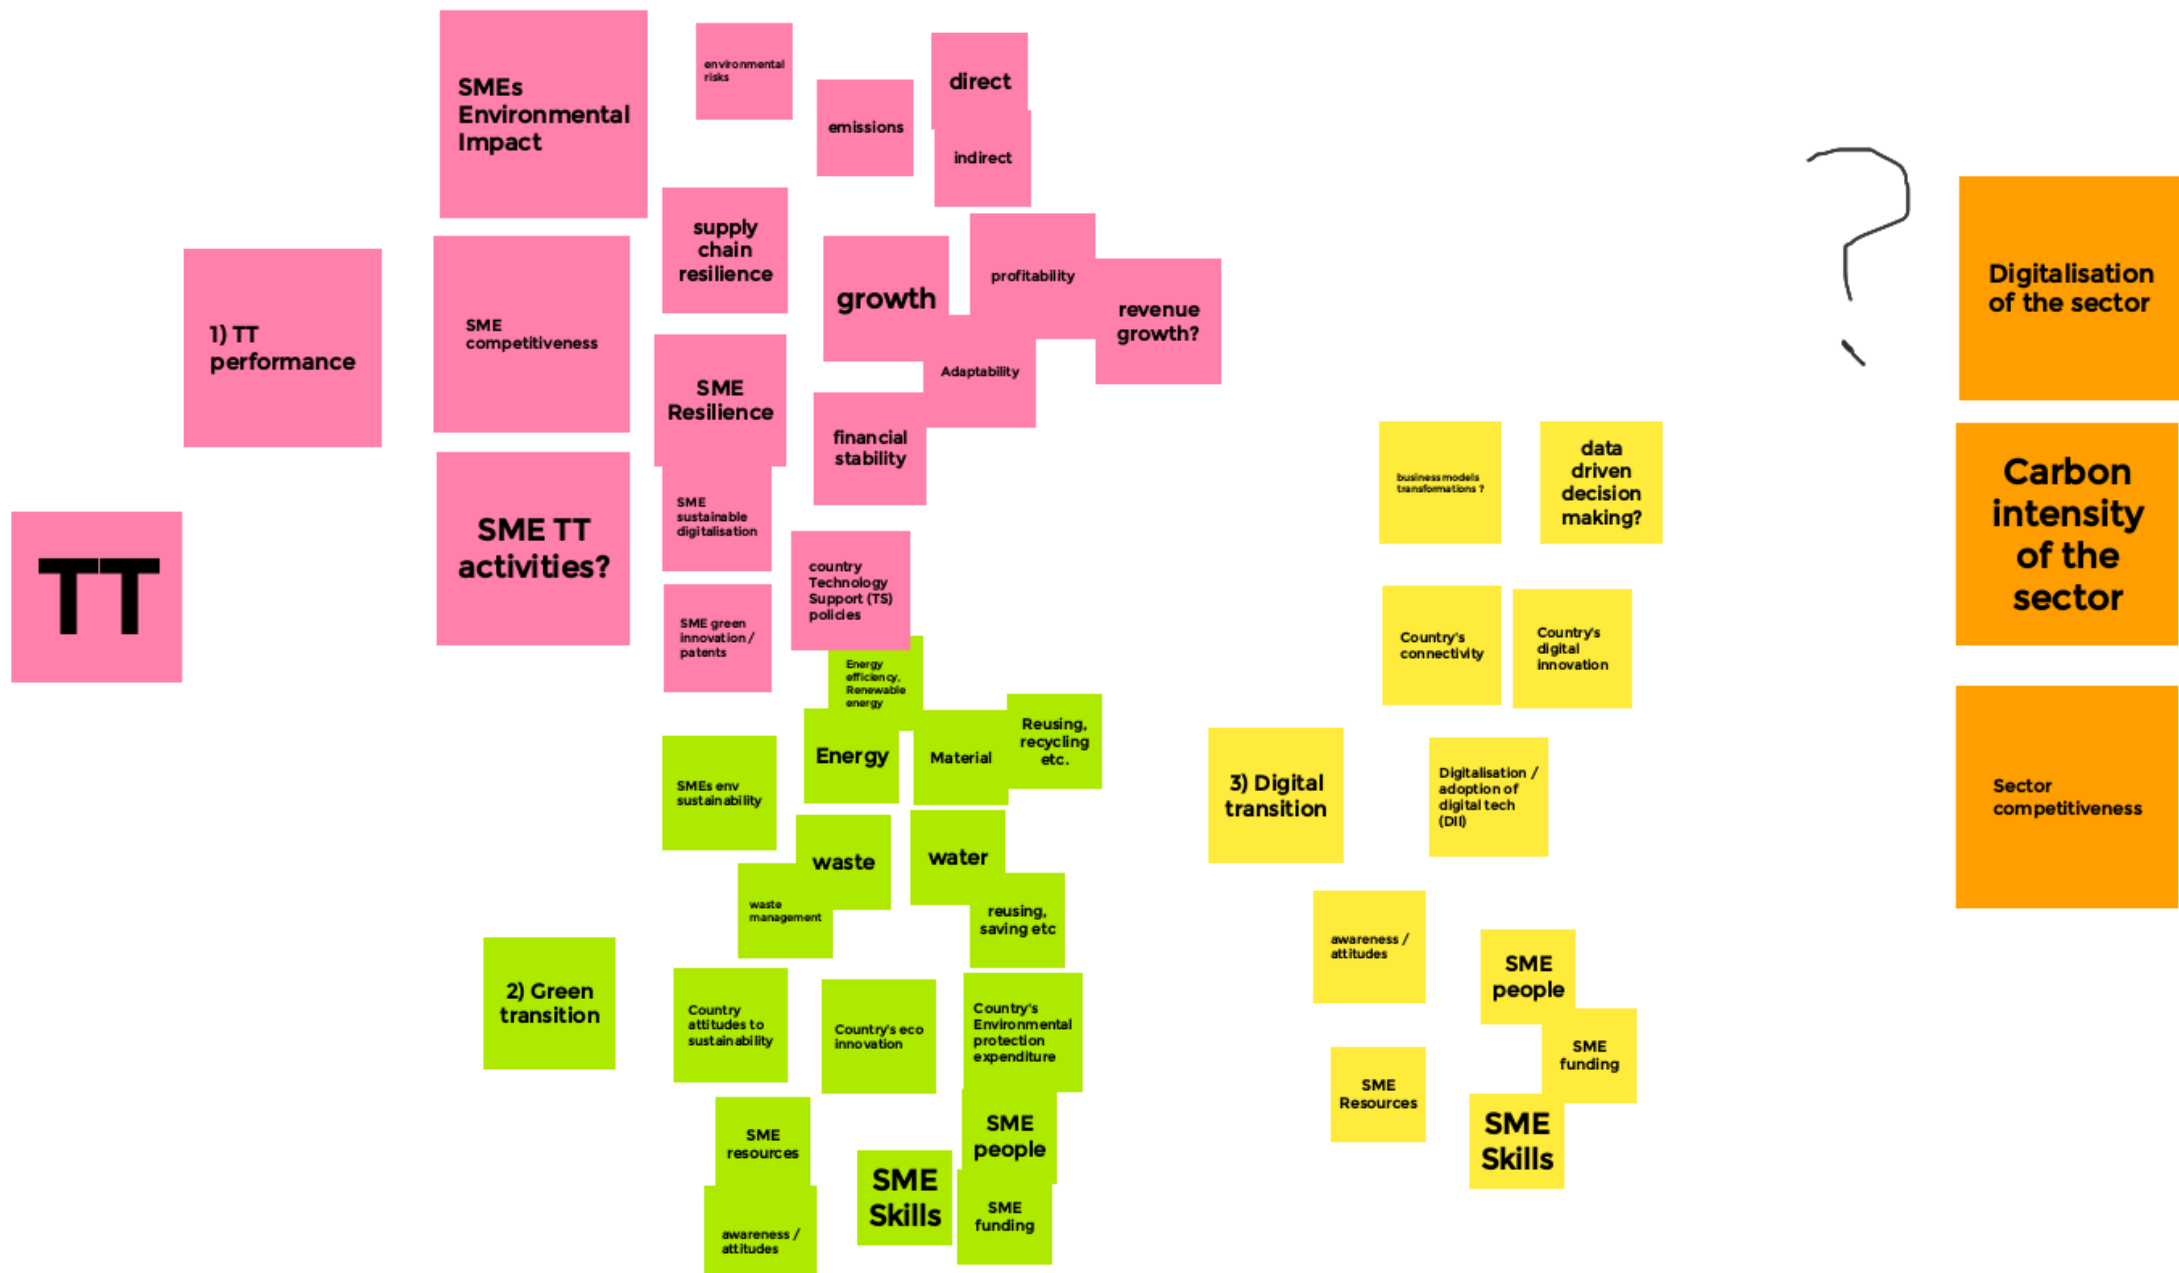 TT
1) TT
performance
SMEs
Environmental
Impact
SME
competitiveness
SME TT
activities?
environmental
risks
emissions
direct
indirect
supply
chain
resilience
growth
profitability
revenue
growth?
Adaptability
SME
Resilience
financial
stability
SME
sustainable
digitalisation
country
Technology
Support (TS)
policies
SME green
innovation /
patents
Energy
efficiency,
Renewable
energy
Energy
Material
Reusing,
recycling
etc.
SMEs env
sustainability
waste
water
waste
management
reusing,
saving etc
2) Green
transition
Country
attitudes to
sustainability
Country's eco
innovation
Country's
Environmental
protection
expenditure
SME
resources
SME
people
SME
Skills
SME
funding
awareness /
attitudes
business models
transformations ?
data
driven
decision
making?
Country's
connectivity
Country's
digital
innovation
3) Digital
transition
Digitalisation /
adoption of
digital tech
(DII)
awareness /
attitudes
SME
people
SME
funding
SME
Resources
SME
Skills
?
Digitalisation
of the sector
Carbon
intensity
of the
sector
Sector
competitiveness